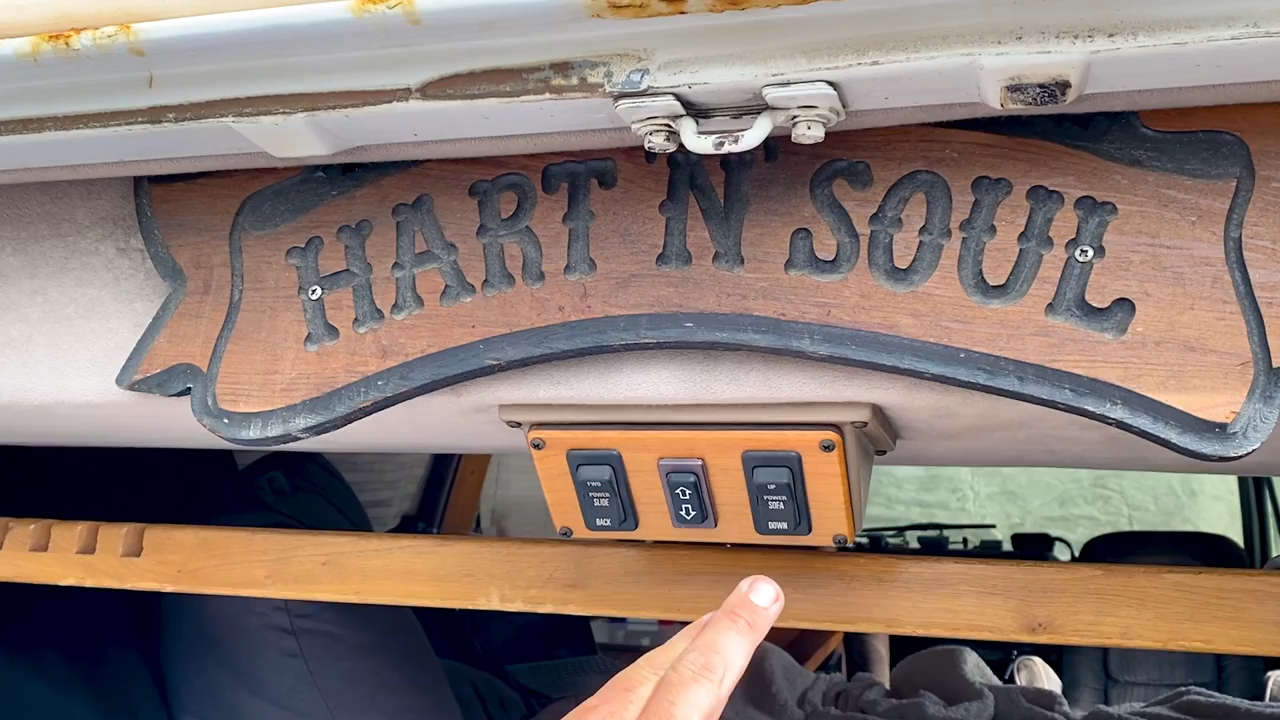 HART N SOUL
FWD
POWER
SLIDE
BACK
UP
POWER
SOFA
DOWN